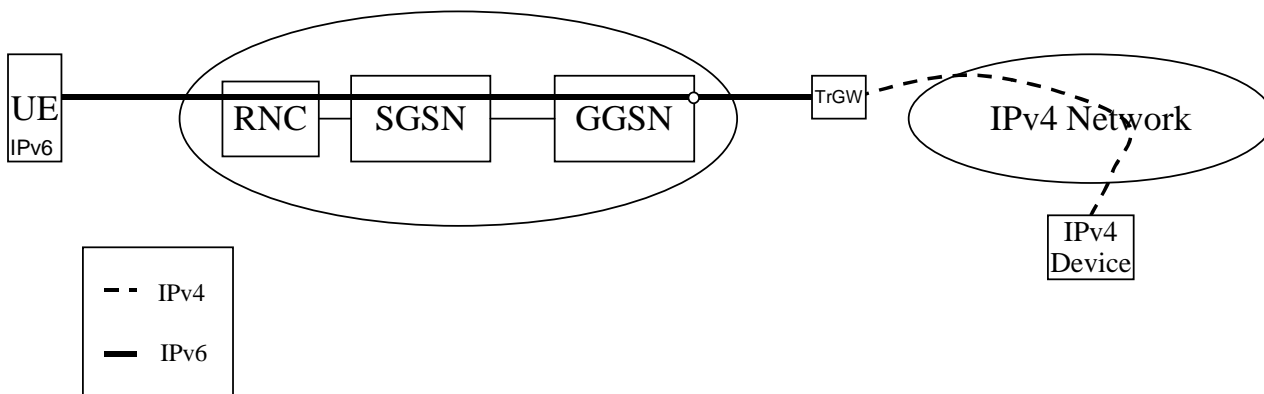 UE
IPv6
RNC
SGSN
GGSN
TrGW
IPv4 Network
IPv4
Device
IPv4
IPv6